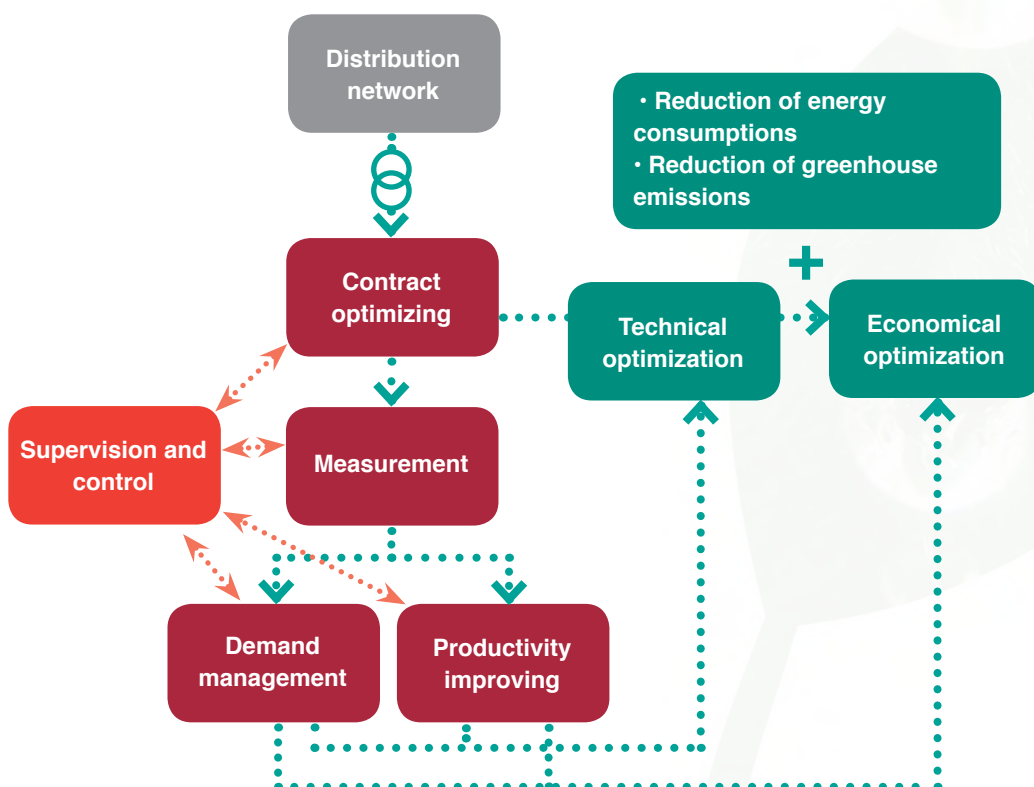 Distribution
network
・Reduction of energy
consumptions
・Reduction of greenhouse
emissions
Contract
optimizing
Technical
optimization
Economical
optimization
Supervision and
control
Measurement
Demand
management
Productivity
improving